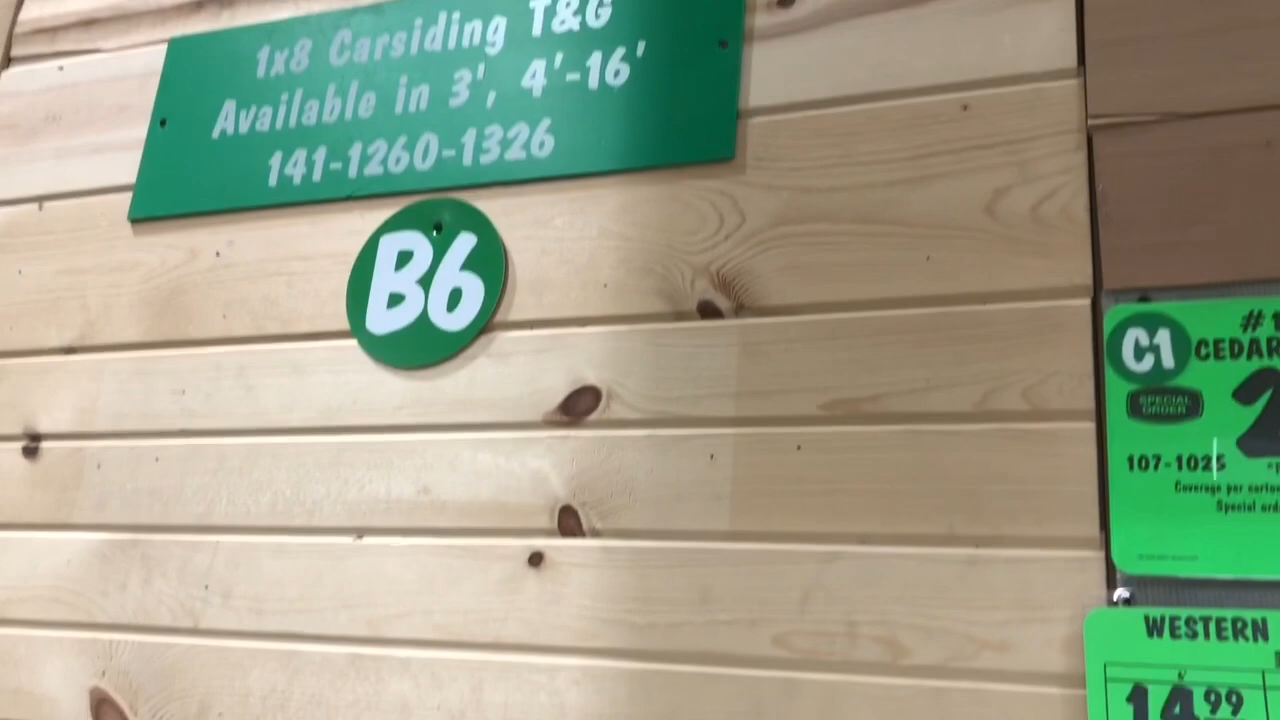 1x8 Carsiding T&G
Available in 3', 4'-16'
141-1260-1326
B6
C1
CEDAR
SPECIAL
ORDER
107-1025
Coverage per carton
Special
WESTERN
14.99